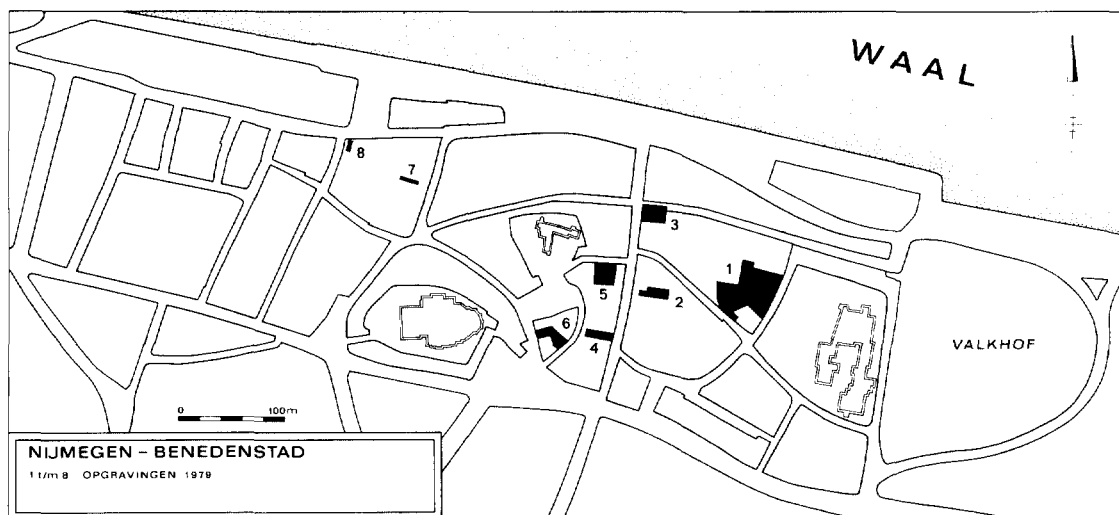 WAAL
8
7
3
1
5
2
6
4
VALKHOF
0 100m
NIJMEGEN – BENEDENSTAD
1 t/m 8 OPGRAVINGEN 1979